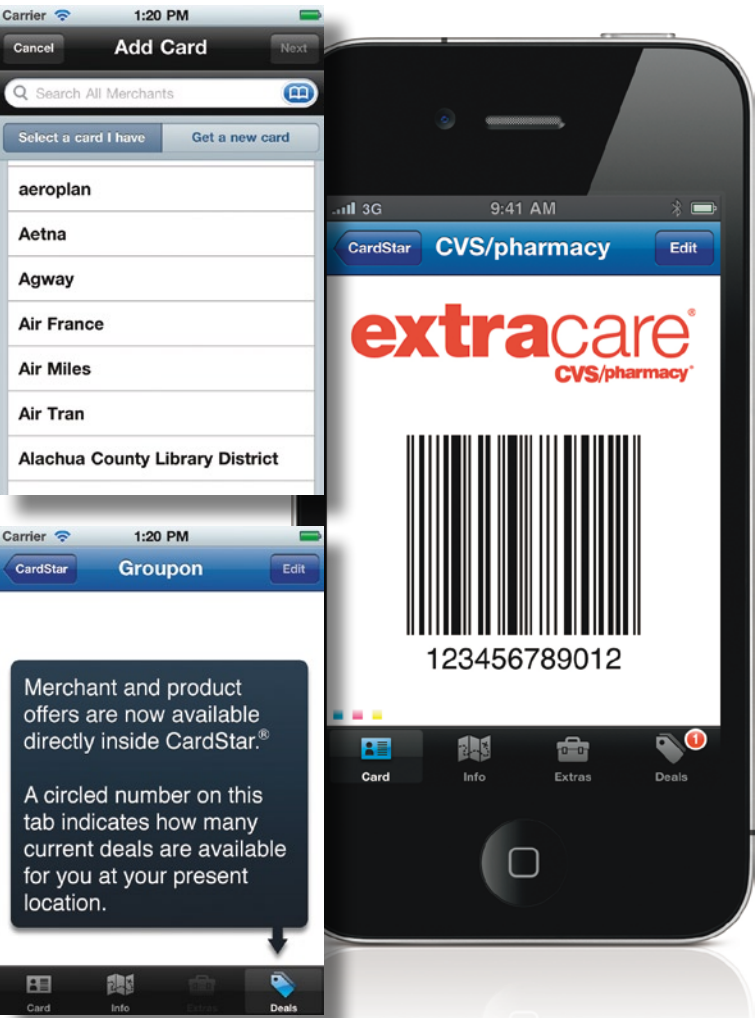 Carrier 1:20 PM
Cancel Add Card Next
Search All Merchants
Select a card I have Get a new card
aeroplan
Aetna
Agway
Air France
Air Miles
Air Tran
Alachua County Library District
Carrier 1:20 PM
CardStar Groupon Edit
Merchant and product
offers are now available
directly inside CardStar.®
A circled number on this
tab indicates how many
current deals are available
for you at your present
location.
Card Info Extras Deals
3G 9:41 AM
CardStar CVS/pharmacy Edit
extracare®
CVS/pharmacy®
123456789012
1
Card Info Extras Deals